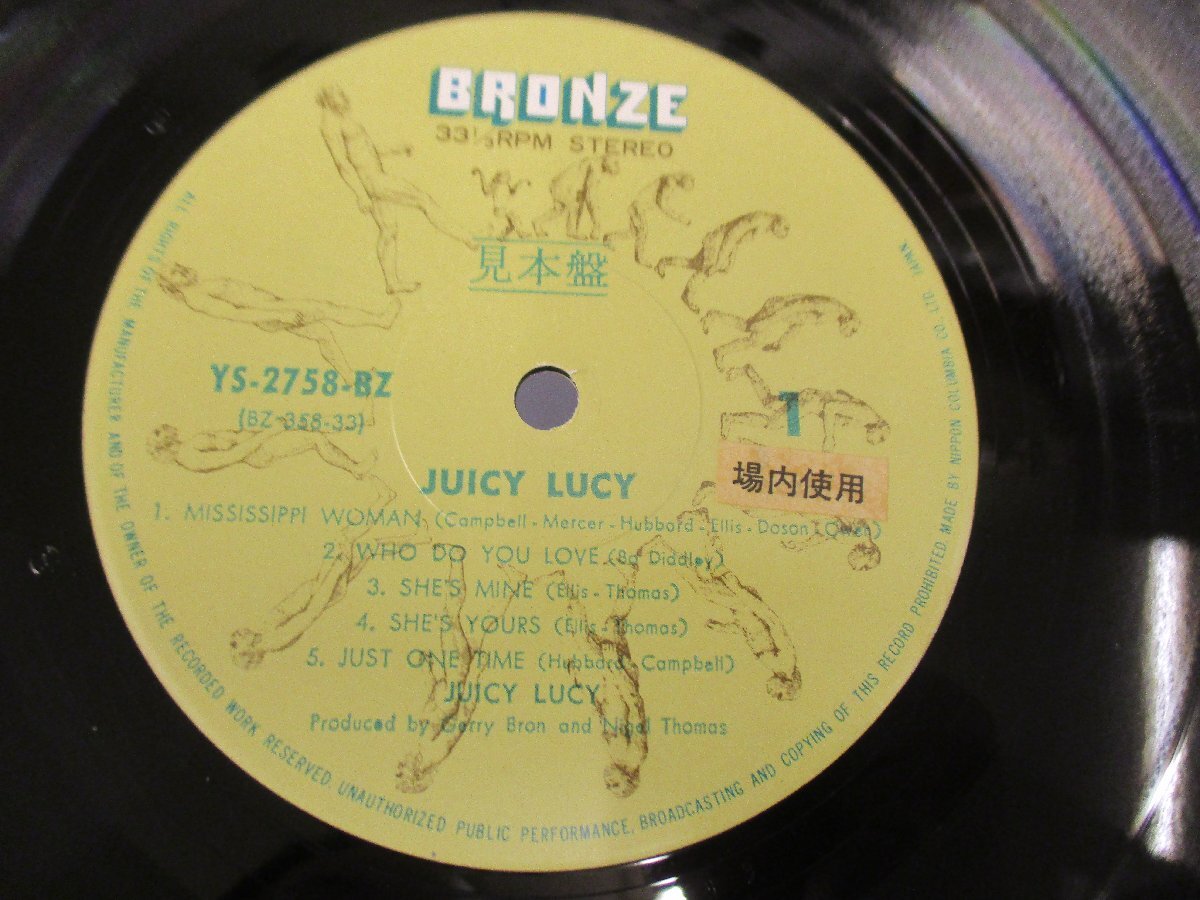 BRONZE
33⅓RPM STEREO
見本盤
YS-2758-BZ
(BZ-358-33)
1
場内使用
JUICY LUCY
1. MISSISSIPPI WOMAN (Campbell-Mercer-Hubbard-Ellis-Doson-Owen)
2. WHO DO YOU LOVE (Bo Diddley)
3. SHE'S MINE (Ellis-Thomas)
4. SHE'S YOURS (Ellis-Thomas)
5. JUST ONE TIME (Hubbard-Campbell)
JUICY LUCY
Produced by Gerry Bron and Nigel Thomas
ALL RIGHTS OF THE MANUFACTURER AND OF THE OWNER OF THE RECORDED WORK RESERVED. UNAUTHORIZED PUBLIC PERFORMANCE, BROADCASTING AND COPYING OF THIS RECORD PROHIBITED. MADE BY NIPPON COLUMBIA CO., LTD. JAPAN